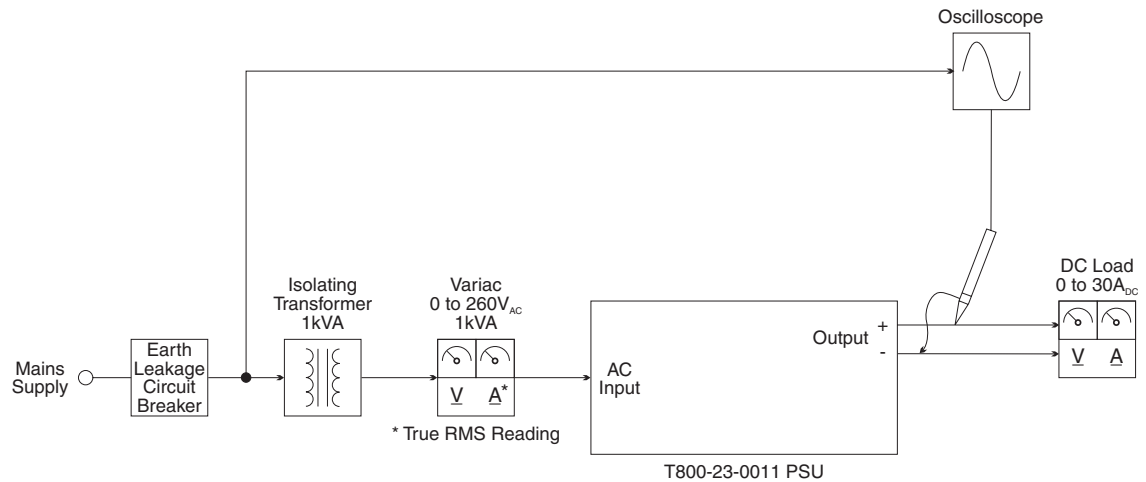 Oscilloscope
Isolating
Transformer
1kVA
Variac
0 to 260VAC
1kVA
DC Load
0 to 30ADC
Mains
Supply
Earth
Leakage
Circuit
Breaker
V A*
* True RMS Reading
AC
Input
Output
+
-
V A
T800-23-0011 PSU